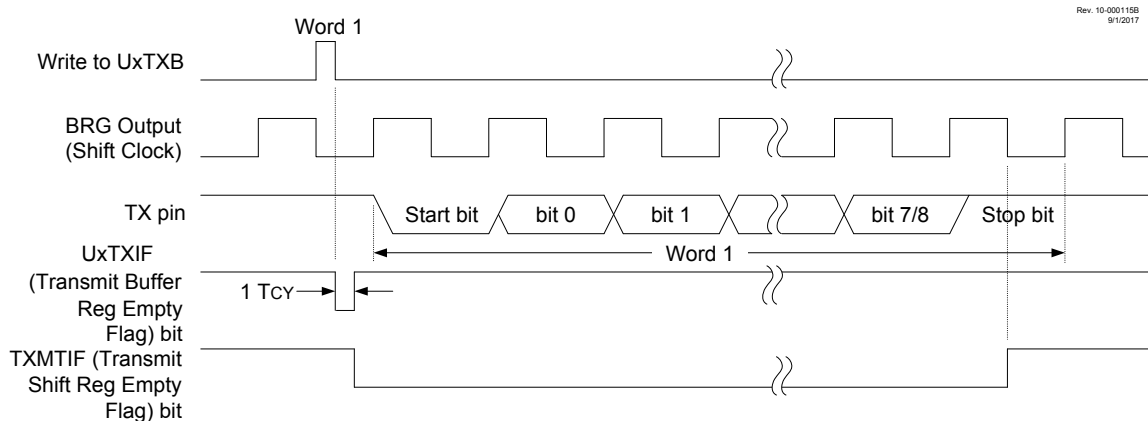 Rev. 10-000115B
9/1/2017
Word 1
Write to UxTXB
BRG Output
(Shift Clock)
TX pin
Start bit
bit 0
bit 1
bit 7/8
Stop bit
Word 1
UxTXIF
(Transmit Buffer
Reg Empty
Flag) bit
1 TCY
TXMTIF (Transmit
Shift Reg Empty
Flag) bit